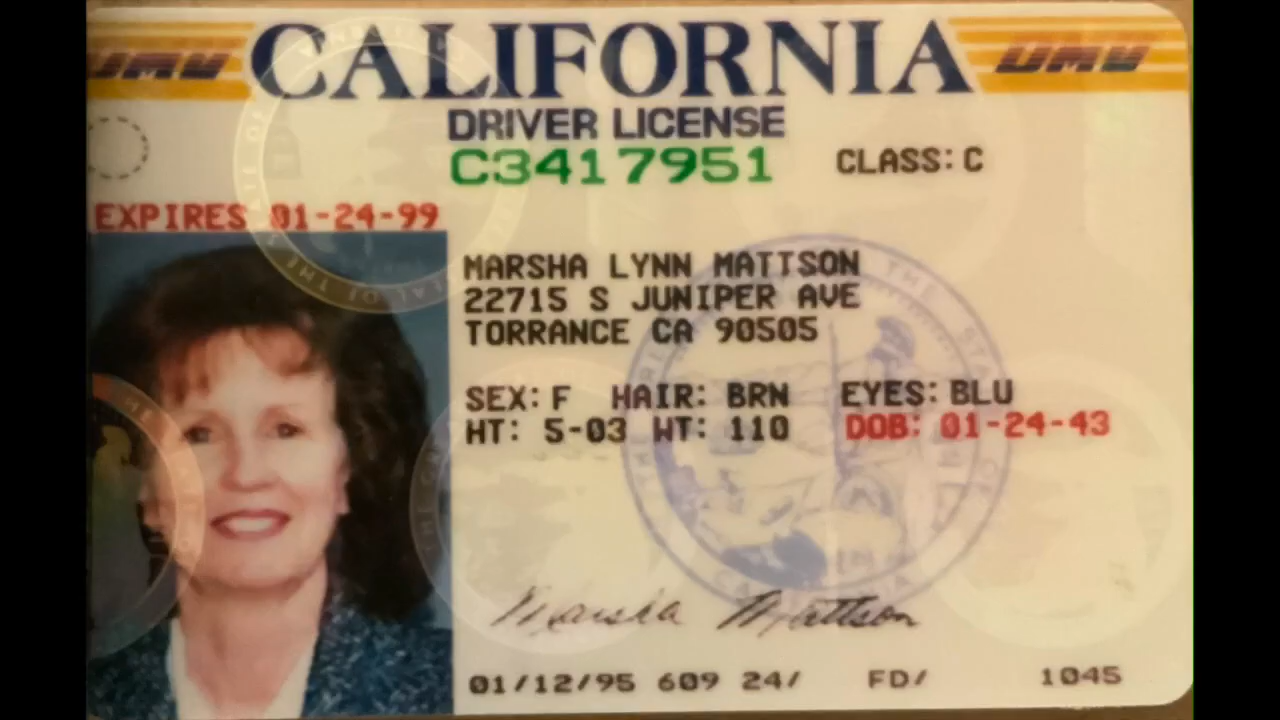 DMV CALIFORNIA DMV
DRIVER LICENSE
C3417951 CLASS: C
EXPIRES 01-24-99
MARSHA LYNN MATTSON
22715 S JUNIPER AVE
TORRANCE CA 90505
SEX: F HAIR: BRN EYES: BLU
HT: 5-03 WT: 110 DOB: 01-24-43
Marsha Mattson
01/12/95 609 24/ FD/ 1045